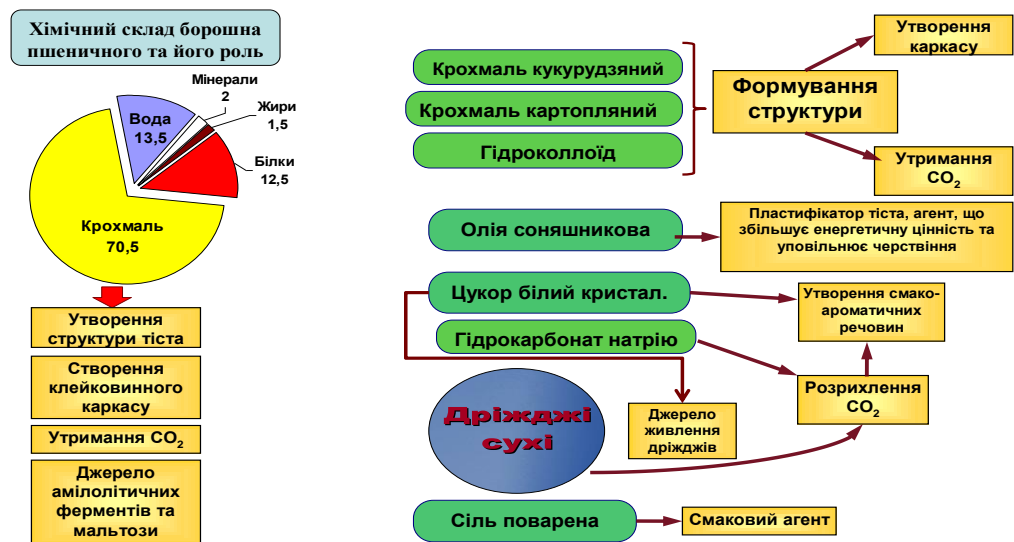 Хімічний склад борошна
пшеничного та його роль
Мінерали
2
Жири
1,5
Вода
13,5
Білки
12,5
Крохмаль
70,5
Утворення
структури тіста
Створення
клейковинного
каркасу
Утримання CO₂
Джерело
амілолітичних
ферментів та
мальтози
Крохмаль кукурудзяний
Крохмаль картопляний
Гідроколлоїд
Формування
структури
Утворення
каркасу
Утримання
CO₂
Олія соняшникова
Пластифікатор тіста, агент, що
збільшує енергетичну цінність та
уповільнює черствіння
Цукор білий кристал.
Гідрокарбонат натрію
Утворення смако-
ароматичних
речовин
Дріжджі
сухі
Джерело
живлення
дріжджів
Розрихлення
CO₂
Сіль поварена
Смаковий агент